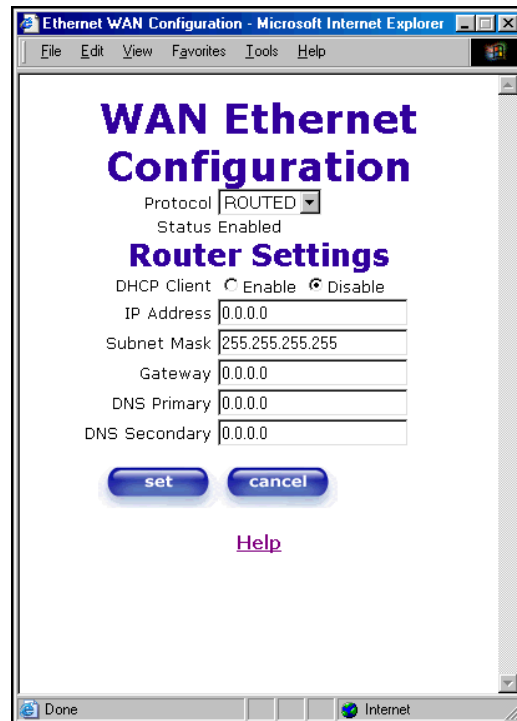 Ethernet WAN Configuration - Microsoft Internet Explorer
File Edit View Favorites Tools Help
WAN Ethernet
Configuration
Protocol ROUTED
Status Enabled
Router Settings
DHCP Client Enable Disable
IP Address 0.0.0.0
Subnet Mask 255.255.255.255
Gateway 0.0.0.0
DNS Primary 0.0.0.0
DNS Secondary 0.0.0.0
set cancel
Help
Done Internet